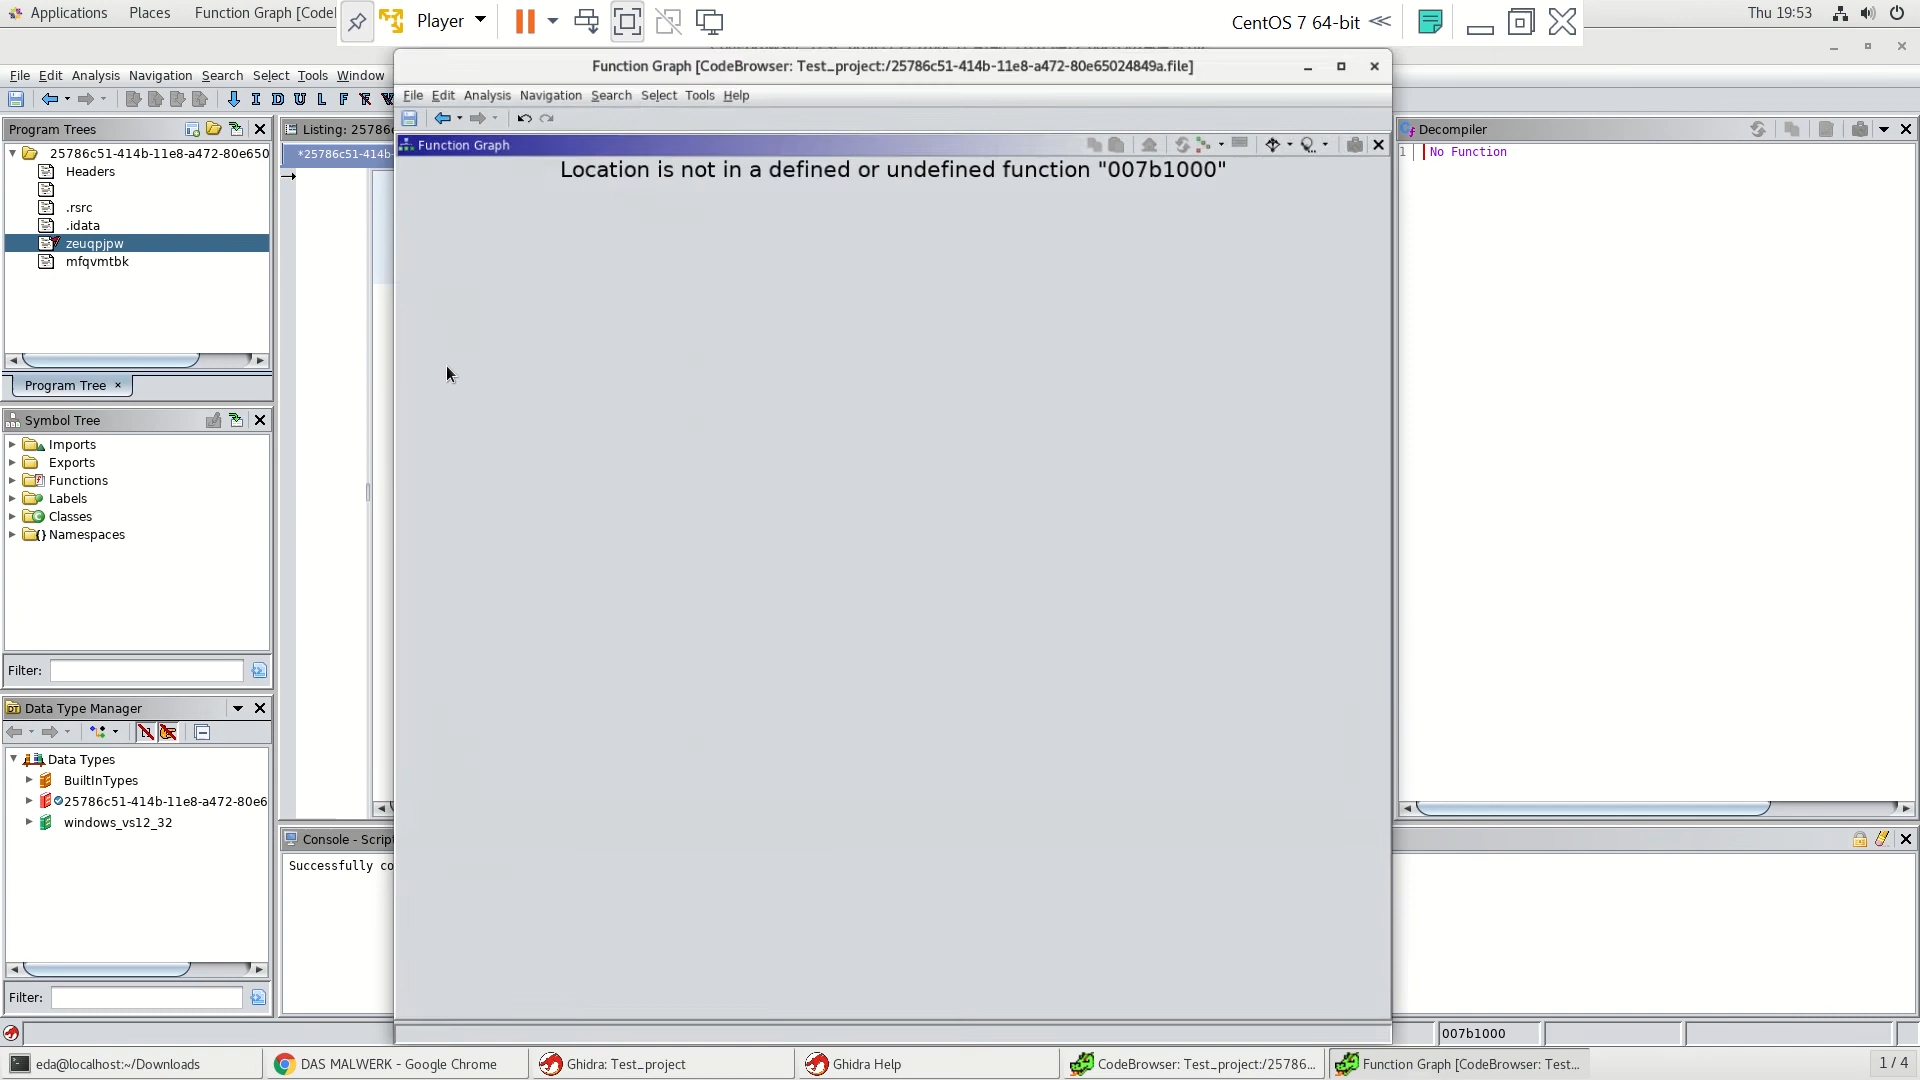 Applications Places Function Graph [Codel
Player
CentOS 7 64-bit
Thu 19:53
File Edit Analysis Navigation Search Select Tools Window
I D U L F F V
Function Graph [CodeBrowser: Test_project:/25786c51-414b-11e8-a472-80e65024849a.file]
File Edit Analysis Navigation Search Select Tools Help
Function Graph
Location is not in a defined or undefined function "007b1000"
Program Trees
25786c51-414b-11e8-a472-80e650
Headers
.rsrc
.idata
zeuqpjpw
mfqvmtbk
Program Tree ×
Listing: 25786
*25786c51-414b-
Decompiler
1 No Function
Symbol Tree
Imports
Exports
Functions
Labels
Classes
Namespaces
Filter:
Data Type Manager
Data Types
BuiltInTypes
25786c51-414b-11e8-a472-80e6
windows_vs12_32
Filter:
Console - Script
Successfully co
007b1000
eda@localhost:~/Downloads
DAS MALWERK - Google Chrome
Ghidra: Test_project
Ghidra Help
CodeBrowser: Test_project:/25786...
Function Graph [CodeBrowser: Test...
1 / 4